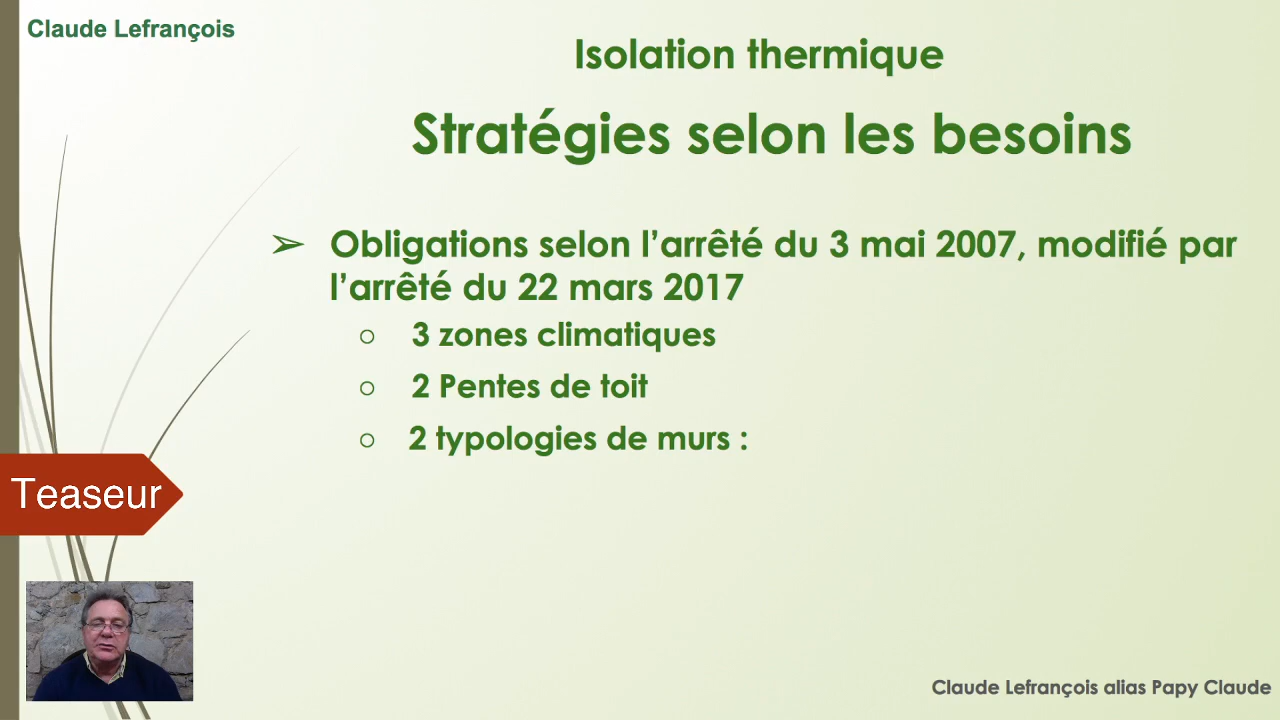 Claude Lefrançois
Isolation thermique
Stratégies selon les besoins
➢ Obligations selon l’arrêté du 3 mai 2007, modifié par
l’arrêté du 22 mars 2017
○ 3 zones climatiques
○ 2 Pentes de toit
○ 2 typologies de murs :
Teaseur
Claude Lefrançois alias Papy Claude